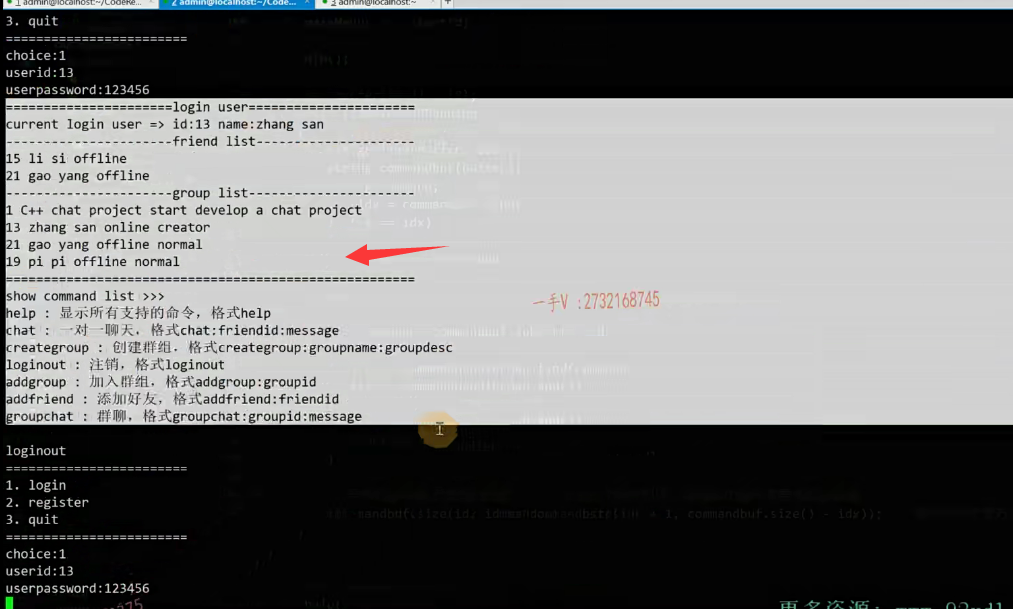 1 admin@localhost:~/CodeRe... 2 admin@localhost:~/Code... 3 admin@localhost:~
3. quit
========================
choice:1
userid:13
userpassword:123456
======================login user======================
current login user => id:13 name:zhang san
----------------------friend list---------------------
15 li si offline
21 gao yang offline
----------------------group list----------------------
1 C++ chat project start develop a chat project
13 zhang san online creator
21 gao yang offline normal
19 pi pi offline normal
======================================================
show command list >>>
一手V :2732168745
help : 显示所有支持的命令，格式help
chat : 一对一聊天，格式chat:friendid:message
creategroup : 创建群组，格式creategroup:groupname:groupdesc
loginout : 注销，格式loginout
addgroup : 加入群组，格式addgroup:groupid
addfriend : 添加好友，格式addfriend:friendid
groupchat : 群聊，格式groupchat:groupid:message
loginout
========================
1. login
2. register
3. quit
========================
choice:1
userid:13
userpassword:123456
更多资源: